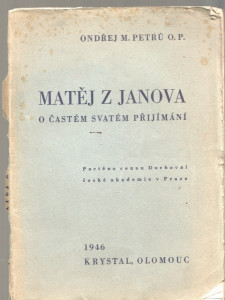 ONDŘEJ M. PETRŮ O. P.
MATĚJ Z JANOVA
O ČASTÉM SVATÉM PŘIJÍMÁNÍ
Poctěno cenou Duchovní
české akademie v Praze
1946
KRYSTAL, OLOMOUC